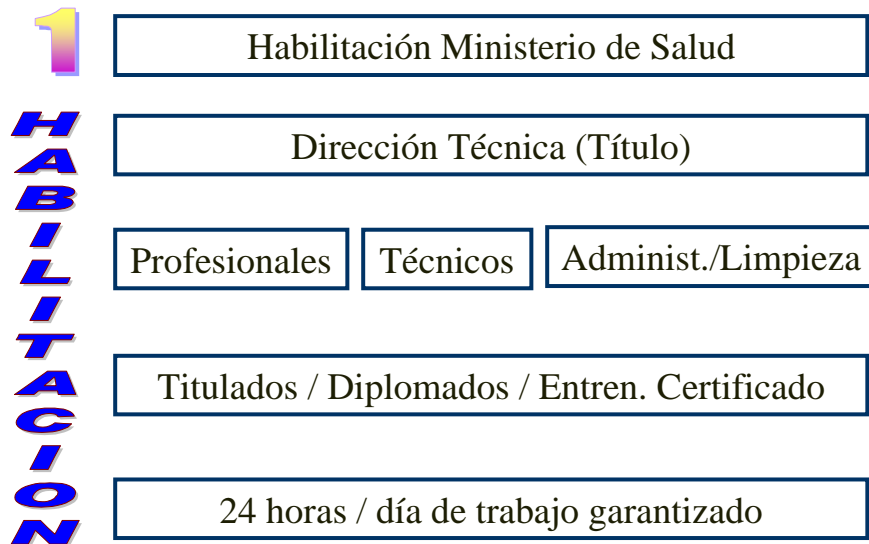 1
Habilitación Ministerio de Salud
HABILITACION
Dirección Técnica (Título)
Profesionales
Técnicos
Administ./Limpieza
Titulados / Diplomados / Entren. Certificado
24 horas / día de trabajo garantizado